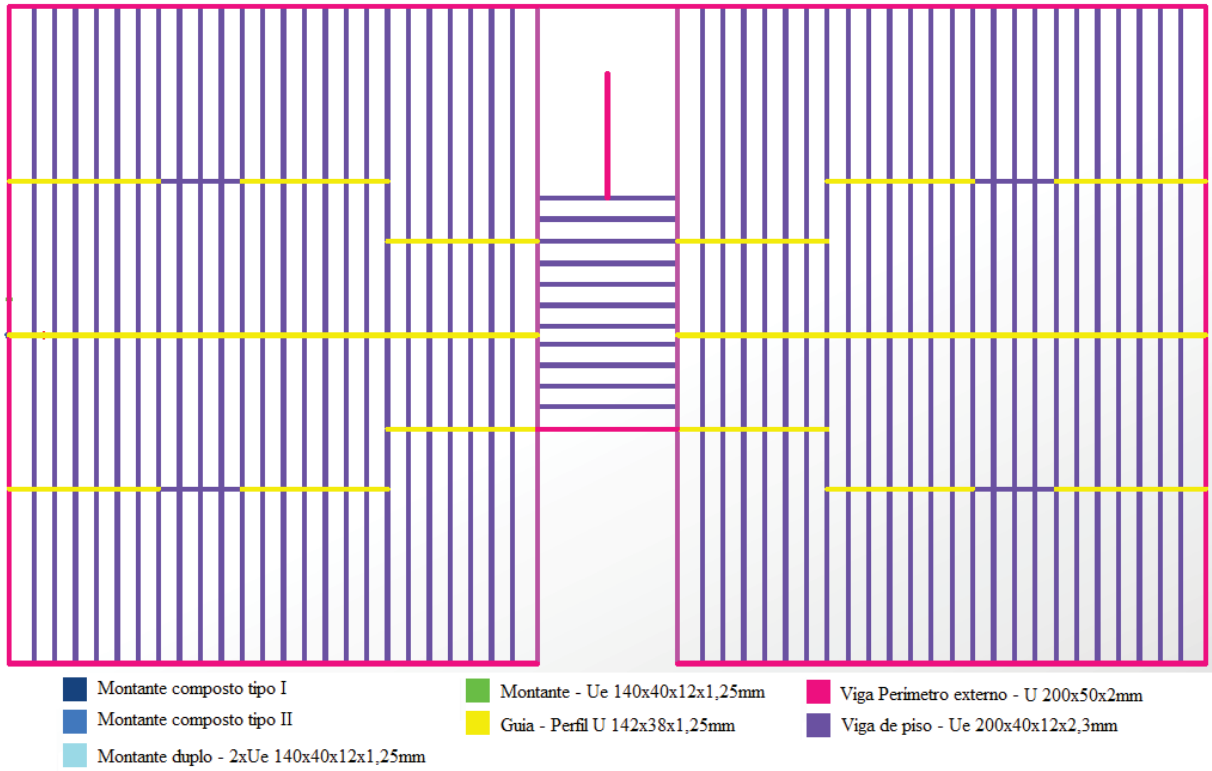 Montante composto tipo I
Montante composto tipo II
Montante duplo - 2xUe 140x40x12x1,25mm
Montante - Ue 140x40x12x1,25mm
Guia - Perfil U 142x38x1,25mm
Viga Perímetro externo - U 200x50x2mm
Viga de piso - Ue 200x40x12x2,3mm